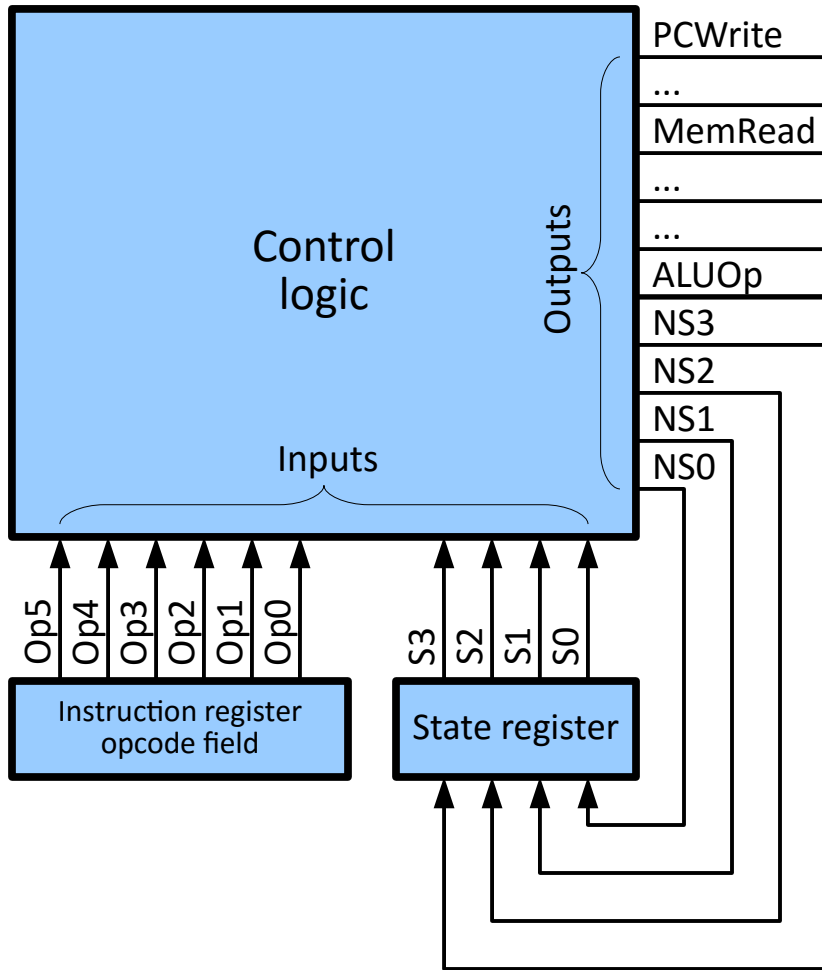 PCWrite
...
MemRead
...
...
ALUOp
NS3
NS2
NS1
NS0
Outputs
Control
logic
Inputs
Op5
Op4
Op3
Op2
Op1
Op0
S3
S2
S1
S0
Instruction register
opcode field
State register